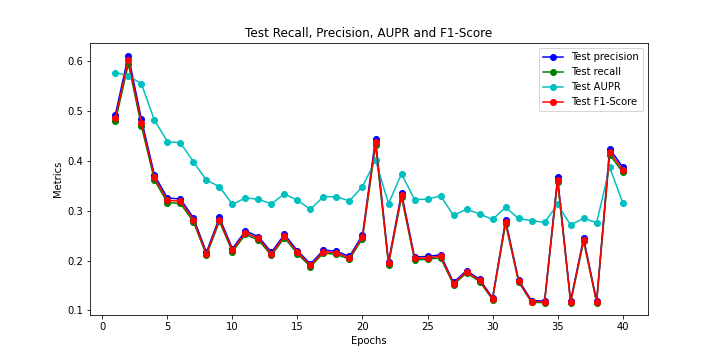 Test Recall, Precision, AUPR and F1-Score
Test precision
Test recall
Test AUPR
Test F1-Score
Metrics
0.6
0.5
0.4
0.3
0.2
0.1
0 5 10 15 20 25 30 35 40
Epochs